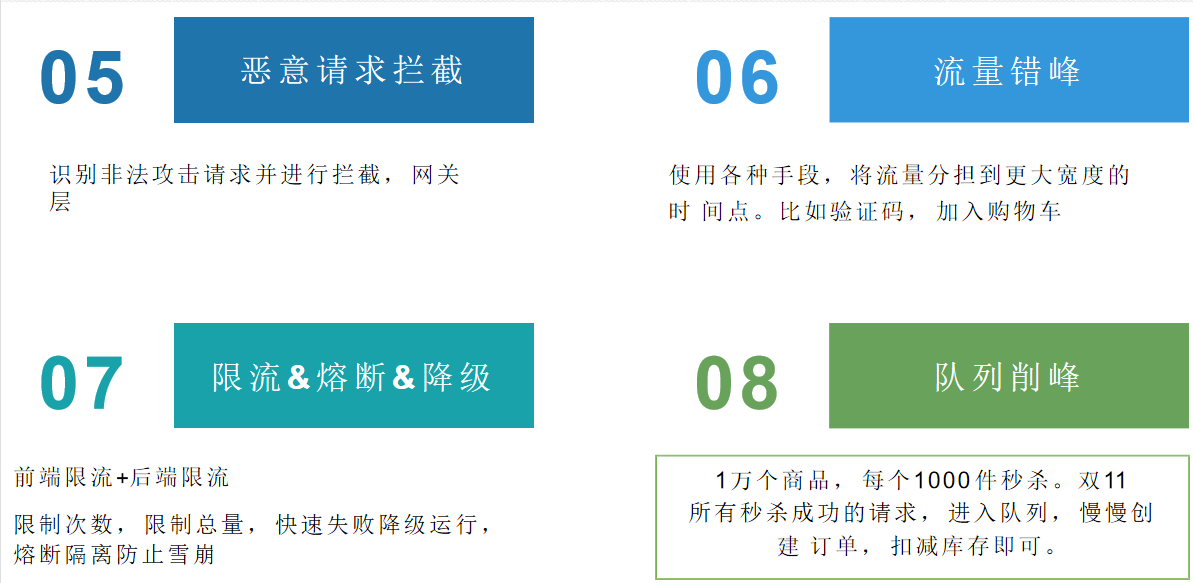 05
恶意请求拦截
识别非法攻击请求并进行拦截，网关
层
06
流量错峰
使用各种手段，将流量分担到更大宽度的
时 间点。比如验证码，加入购物车
07
限流&熔断&降级
前端限流+后端限流
限制次数，限制总量，快速失败降级运行，
熔断隔离防止雪崩
08
队列削峰
1万个商品，每个1000件秒杀。双11
所有秒杀成功的请求，进入队列，慢慢创
建 订单，扣减库存即可。